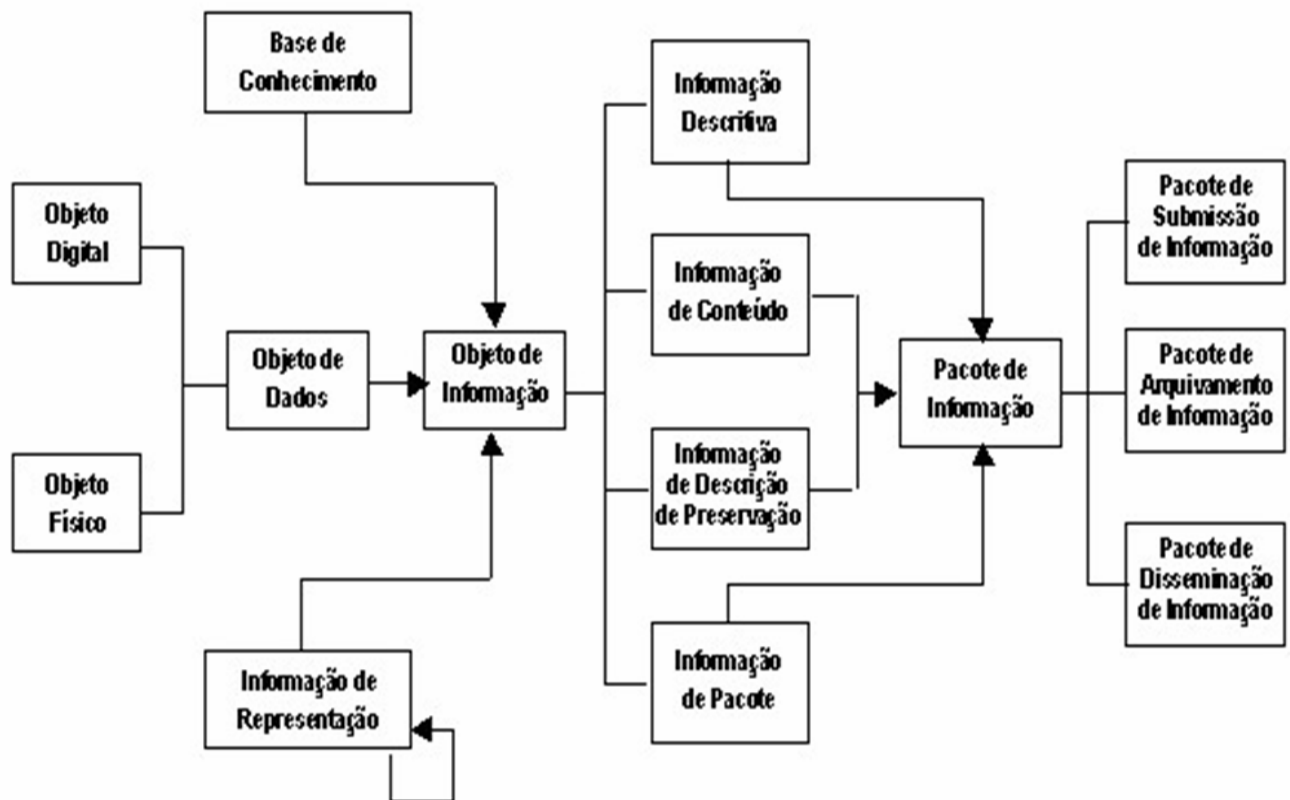 Base de
Conhecimento
Informação
Descritiva
Pacote de
Submissão
de Informação
Objeto
Digital
Informação
de Conteúdo
Objeto de
Dados
Objeto de
Informação
Pacote de
Informação
Pacote de
Arquivamento
de Informação
Objeto
Físico
Informação
de Descrição
de Preservação
Pacote de
Disseminação
de Informação
Informação de
Representação
Informação
de Pacote